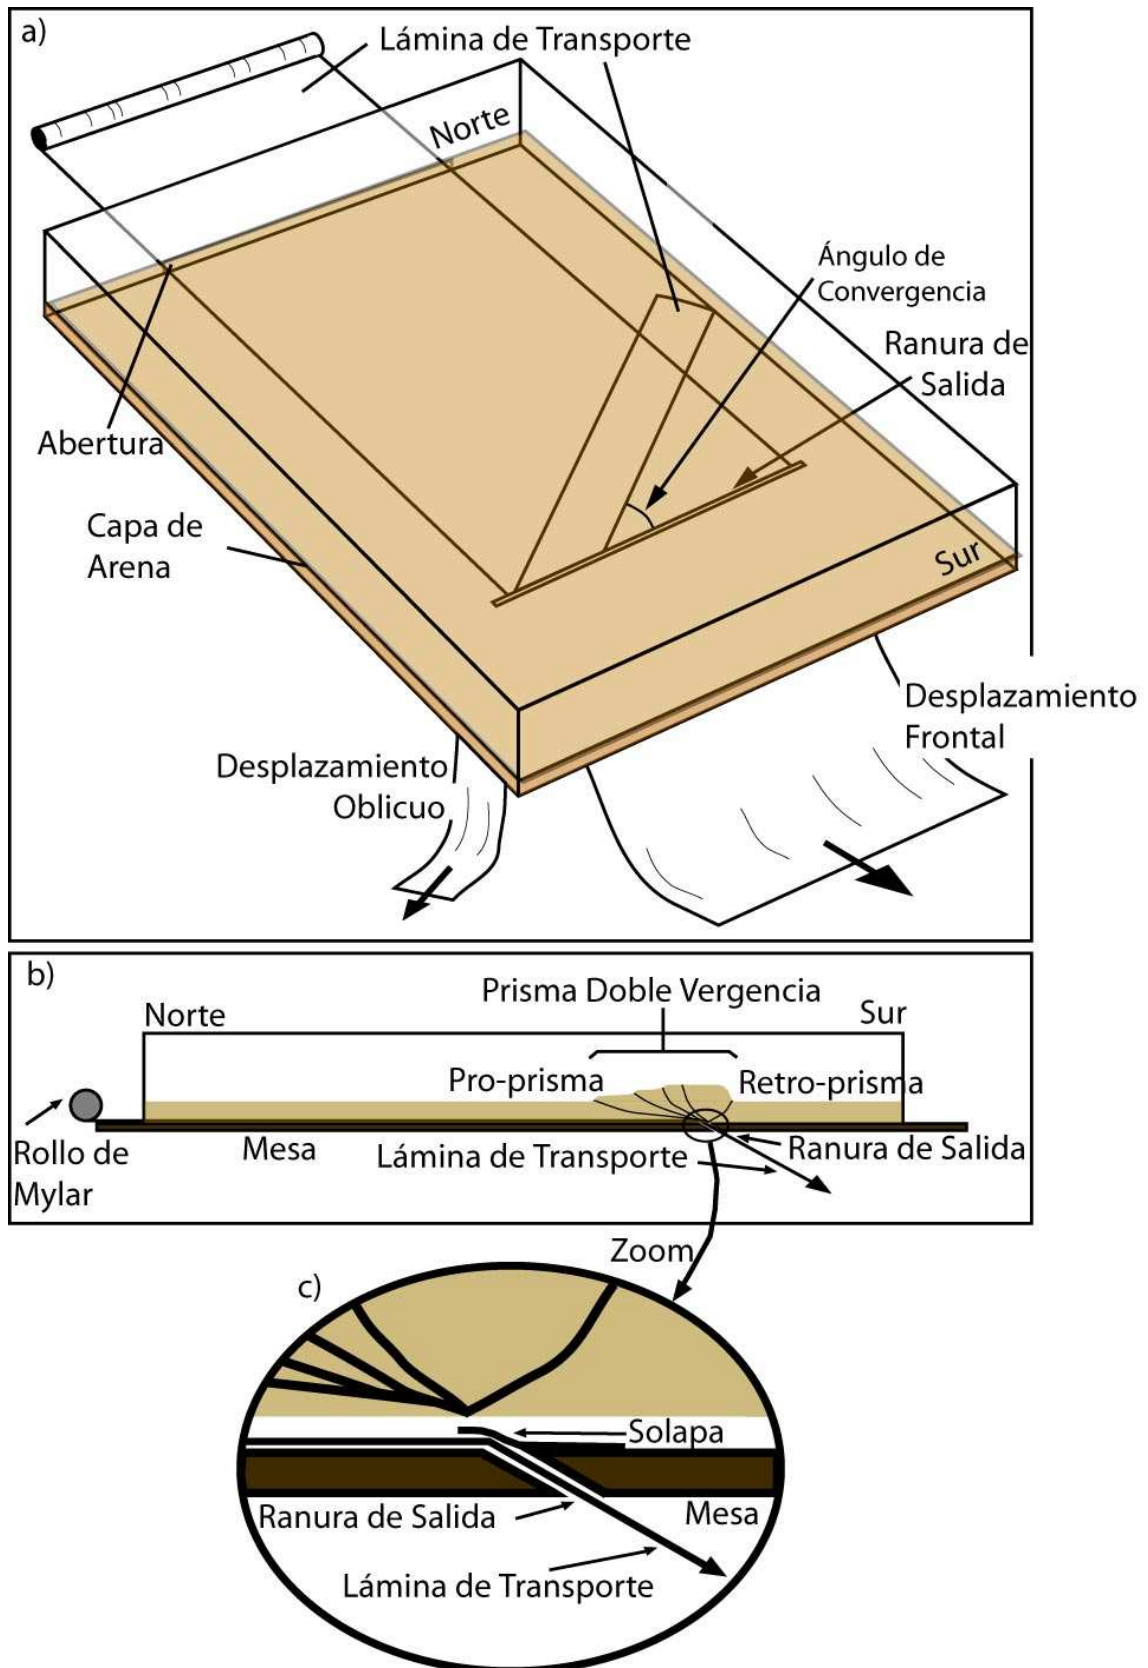 a)
Lámina de Transporte
Norte
Ángulo de
Convergencia
Ranura de
Salida
Abertura
Capa de
Arena
Sur
Desplazamiento
Frontal
Desplazamiento
Oblicuo
b)
Prisma Doble Vergencia
Norte
Sur
Pro-prisma
Retro-prisma
Rollo de
Mylar
Mesa
Lámina de Transporte
Ranura de Salida
Zoom
c)
Solapa
Ranura de Salida
Mesa
Lámina de Transporte